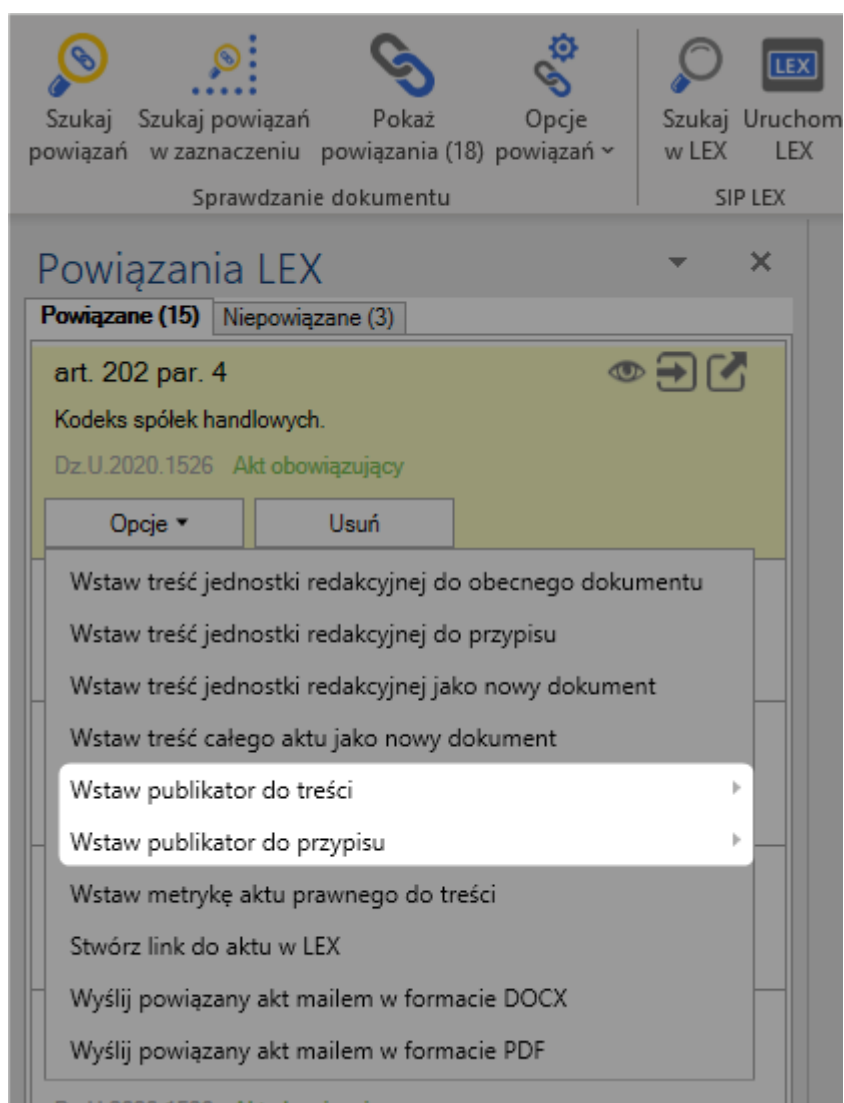 Szukaj powiązań
Szukaj powiązań w zaznaczeniu
Pokaż powiązania (18)
Opcje powiązań
Szukaj w LEX
LEX
Uruchom LEX
Sprawdzanie dokumentu
SIP LEX
Powiązania LEX
Powiązane (15) Niepowiązane (3)
art. 202 par. 4
Kodeks spółek handlowych.
Dz.U.2020.1526 Akt obowiązujący
Opcje Usuń
Wstaw treść jednostki redakcyjnej do obecnego dokumentu
Wstaw treść jednostki redakcyjnej do przypisu
Wstaw treść jednostki redakcyjnej jako nowy dokument
Wstaw treść całego aktu jako nowy dokument
Wstaw publikator do treści
Wstaw publikator do przypisu
Wstaw metrykę aktu prawnego do treści
Stwórz link do aktu w LEX
Wyślij powiązany akt mailem w formacie DOCX
Wyślij powiązany akt mailem w formacie PDF